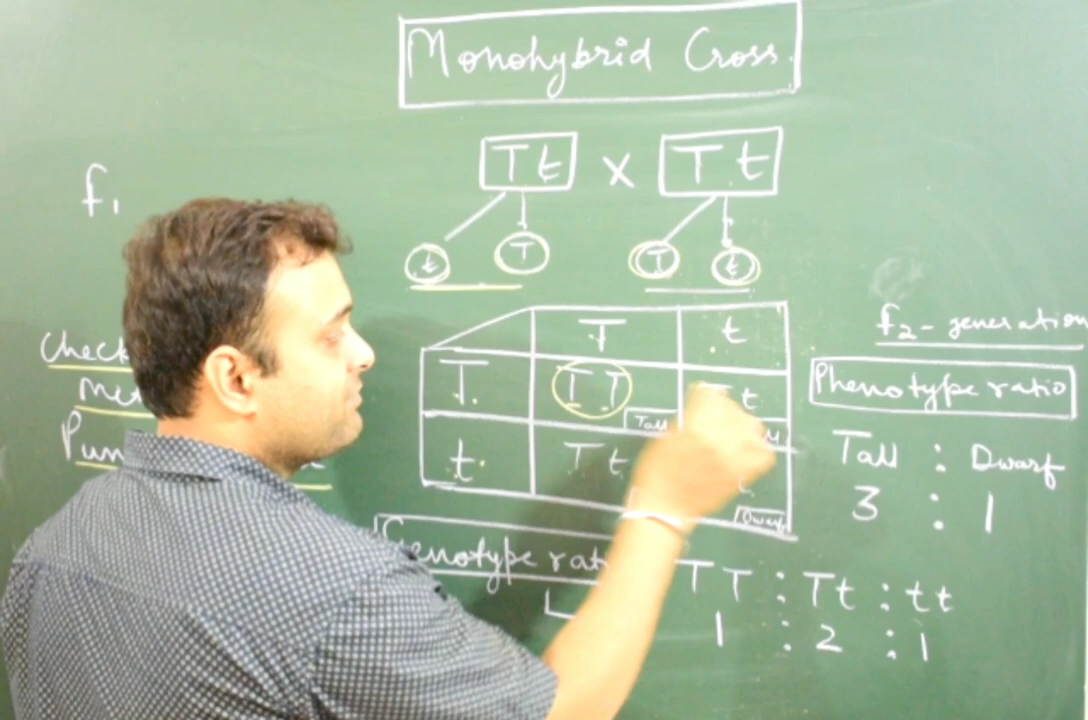 Monohybrid Cross.
f1
Tt x Tt
t T T t
T t
T TT t
Tall
t Tt
Dwarf
Check
Genotype
TT : Tt : tt
1 : 2 : 1
f2-generation
Phenotype ratio
Tall : Dwarf
3 : 1